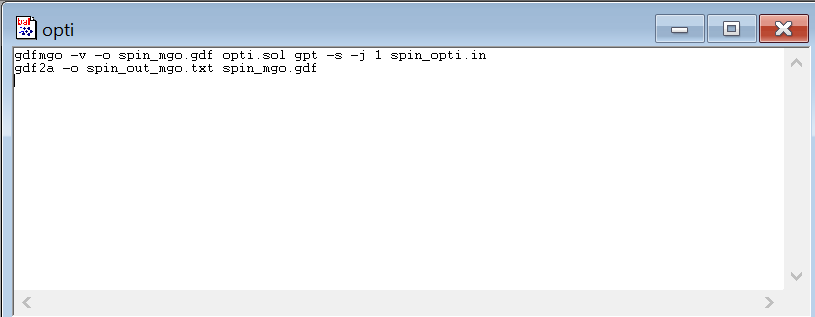 opti
gdfmgo -v -o spin_mgo.gdf opti.sol gpt -s -j 1 spin_opti.in
gdf2a -o spin_out_mgo.txt spin_mgo.gdf